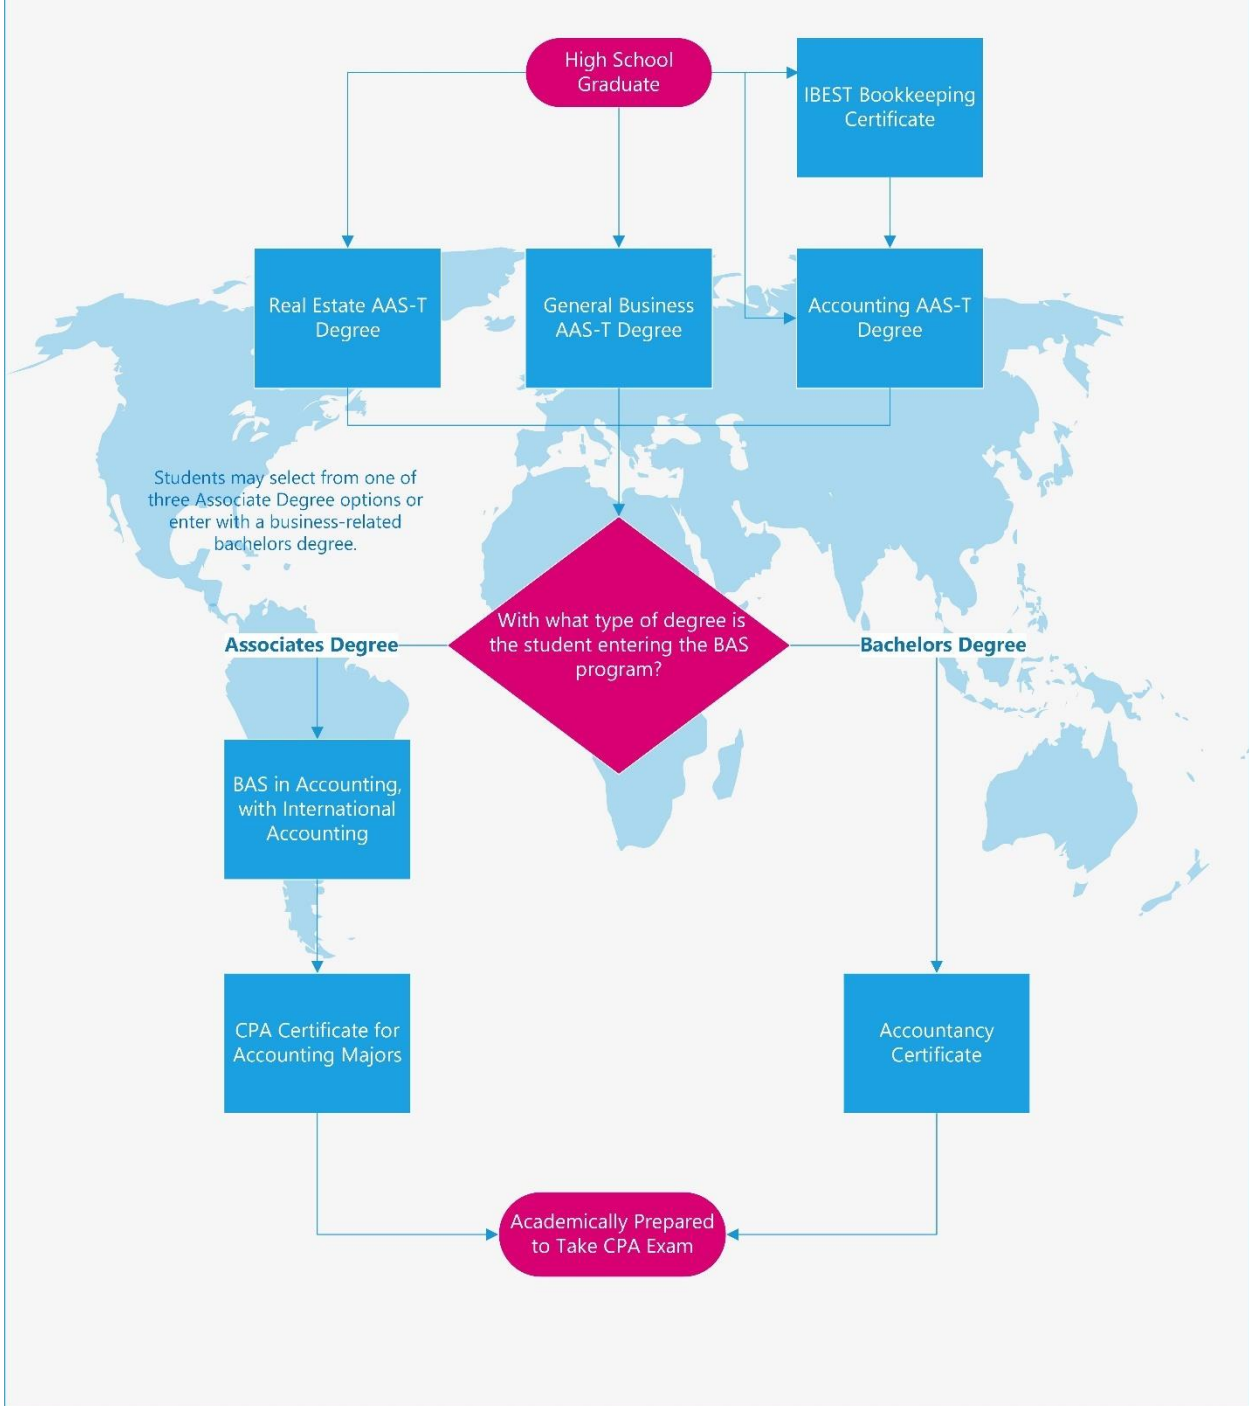 High School
Graduate
IBEST Bookkeeping
Certificate
Real Estate AAS-T
Degree
General Business
AAS-T Degree
Accounting AAS-T
Degree
Students may select from one of
three Associate Degree options or
enter with a business-related
bachelors degree.
With what type of degree is
the student entering the BAS
program?
Associates Degree
Bachelors Degree
BAS in Accounting,
with International
Accounting
CPA Certificate for
Accounting Majors
Accountancy
Certificate
Academically Prepared
to Take CPA Exam